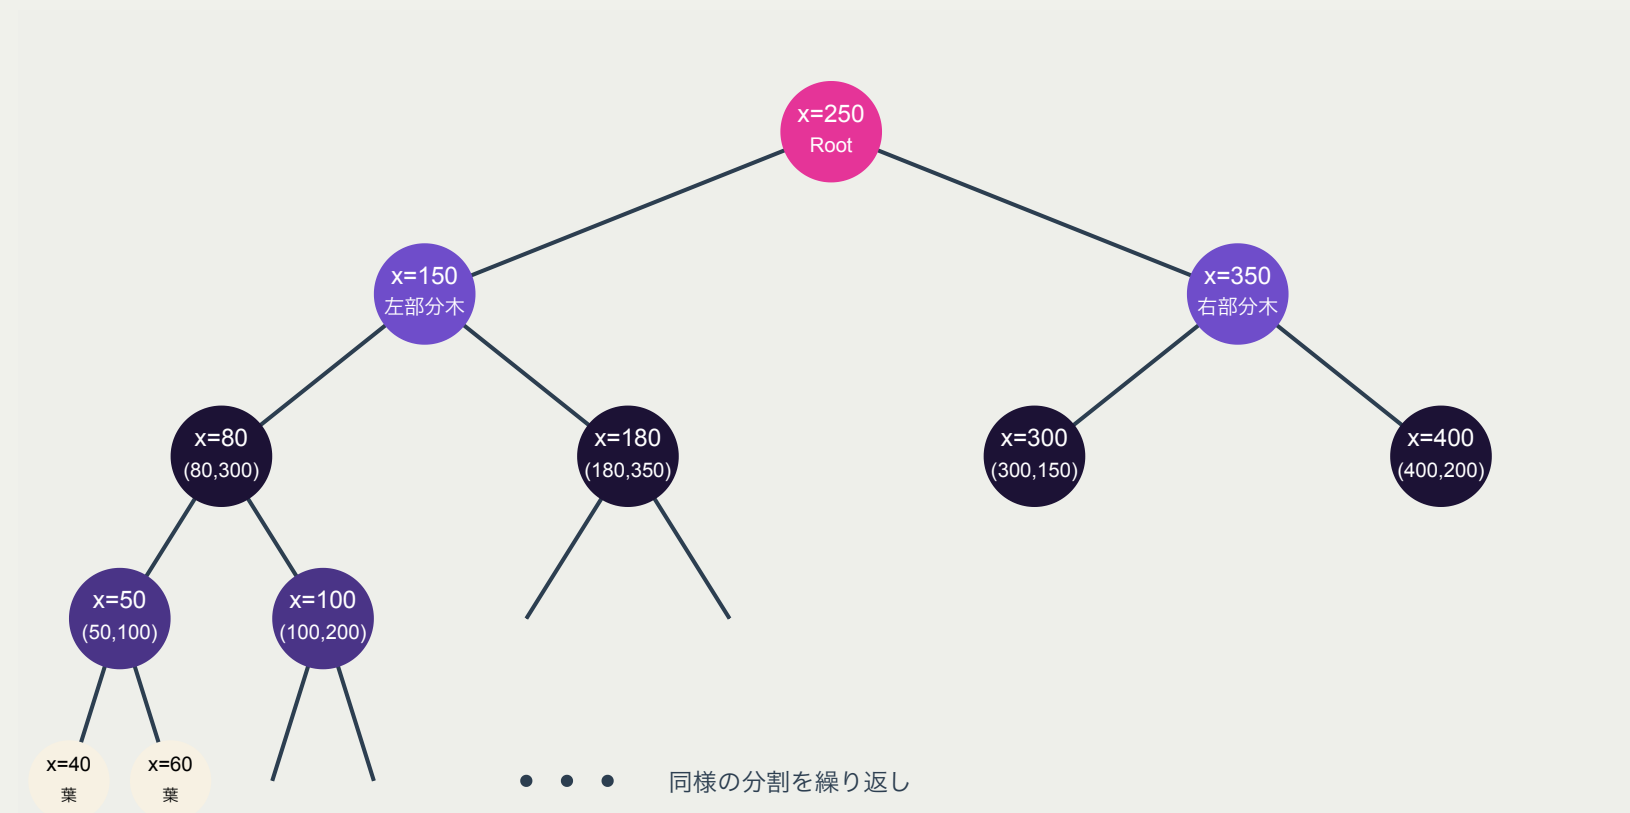 x=250
Root
x=150
左部分木
x=350
右部分木
x=80
(80,300)
x=180
(180,350)
x=300
(300,150)
x=400
(400,200)
x=50
(50,100)
x=100
(100,200)
x=40
葉
x=60
葉
同様の分割を繰り返し